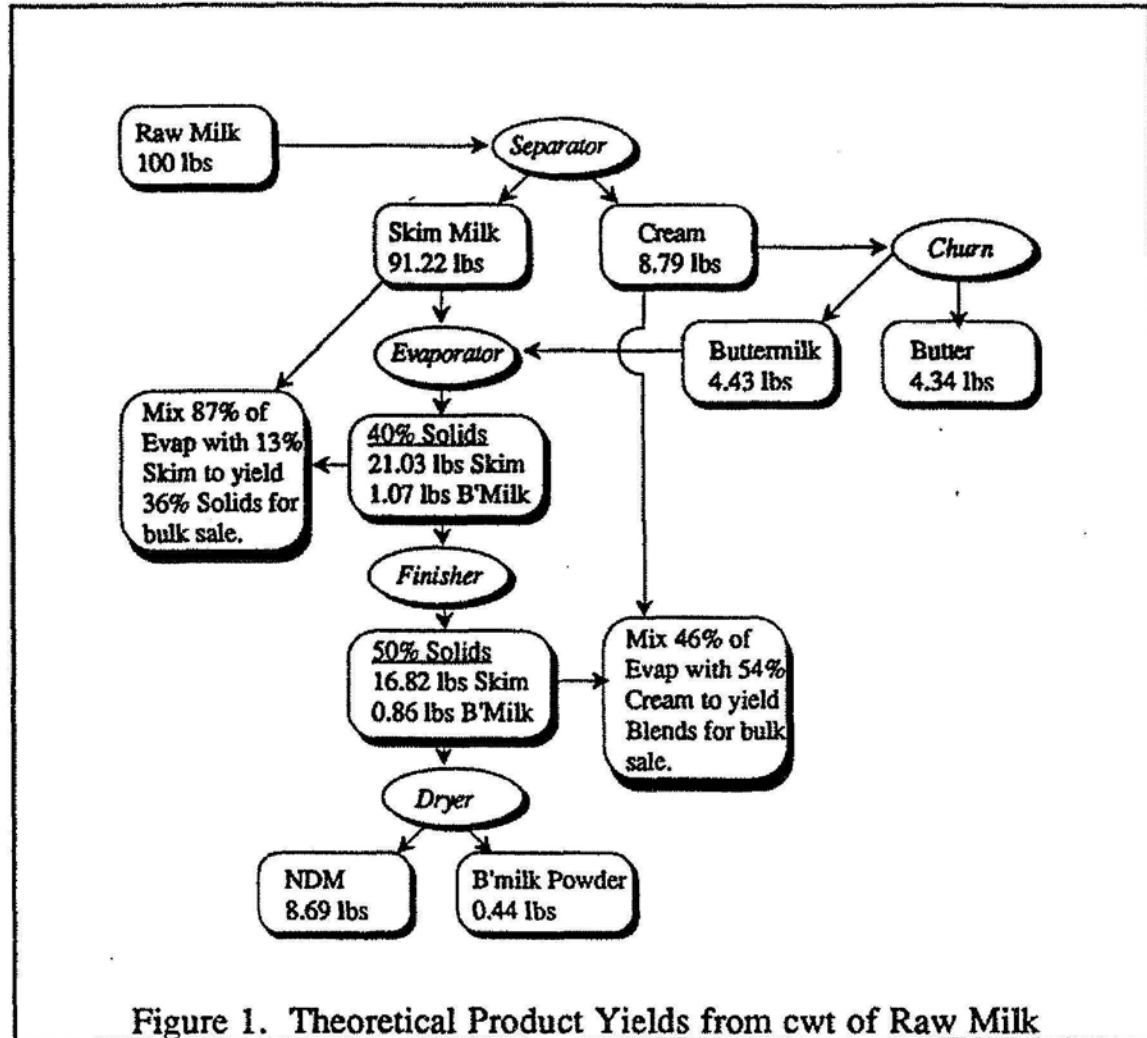 Raw Milk
100 lbs
Separator
Skim Milk
91.22 lbs
Cream
8.79 lbs
Churn
Evaporator
Buttermilk
4.43 lbs
Butter
4.34 lbs
Mix 87% of
Evap with 13%
Skim to yield
36% Solids for
bulk sale.
40% Solids
21.03 lbs Skim
1.07 lbs B'Milk
Finisher
50% Solids
16.82 lbs Skim
0.86 lbs B'Milk
Mix 46% of
Evap with 54%
Cream to yield
Blends for bulk
sale.
Dryer
NDM
8.69 lbs
B'milk Powder
0.44 lbs
Figure 1. Theoretical Product Yields from cwt of Raw Milk